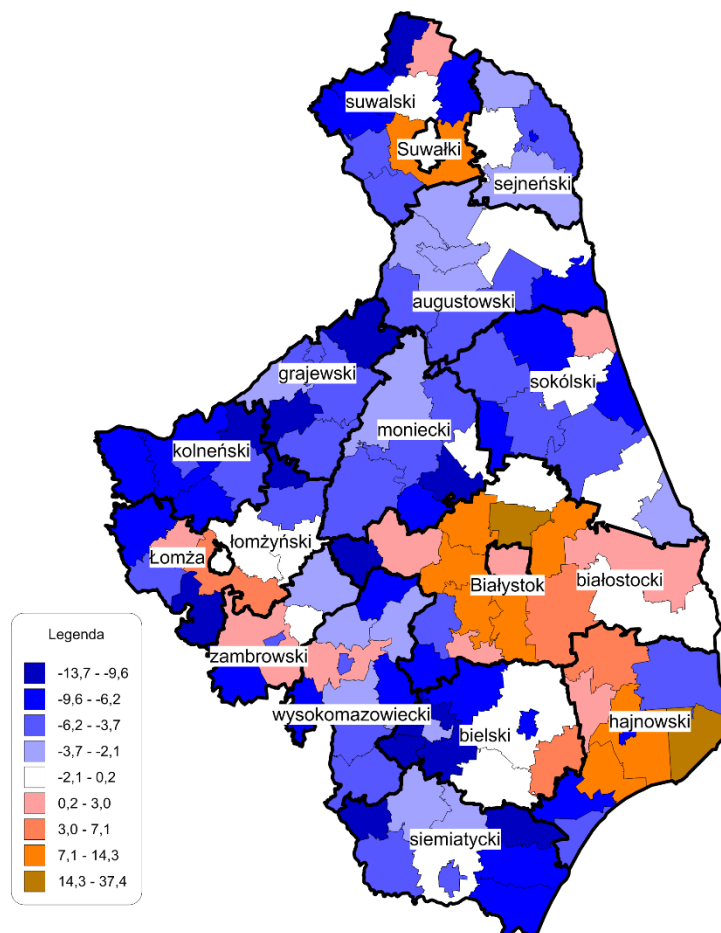 suwalski
Suwałki
sejneński
augustowski
grajewski
sokólski
moniecki
kolneński
łomżyński
Łomża
Białystok
białostocki
zambrowski
wysokomazowiecki
bielski
hajnowski
siemiatycki
Legenda
-13,7 - -9,6
-9,6 - -6,2
-6,2 - -3,7
-3,7 - -2,1
-2,1 - 0,2
0,2 - 3,0
3,0 - 7,1
7,1 - 14,3
14,3 - 37,4